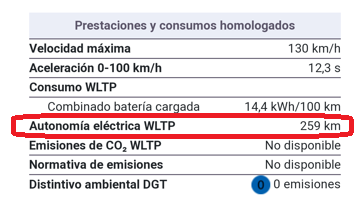 Prestaciones y consumos homologados
Velocidad máxima 130 km/h
Aceleración 0-100 km/h 12,3 s
Consumo WLTP
Combinado batería cargada 14,4 kWh/100 km
Autonomía eléctrica WLTP 259 km
Emisiones de CO₂ WLTP No disponible
Normativa de emisiones No disponible
Distintivo ambiental DGT 0 0 emisiones